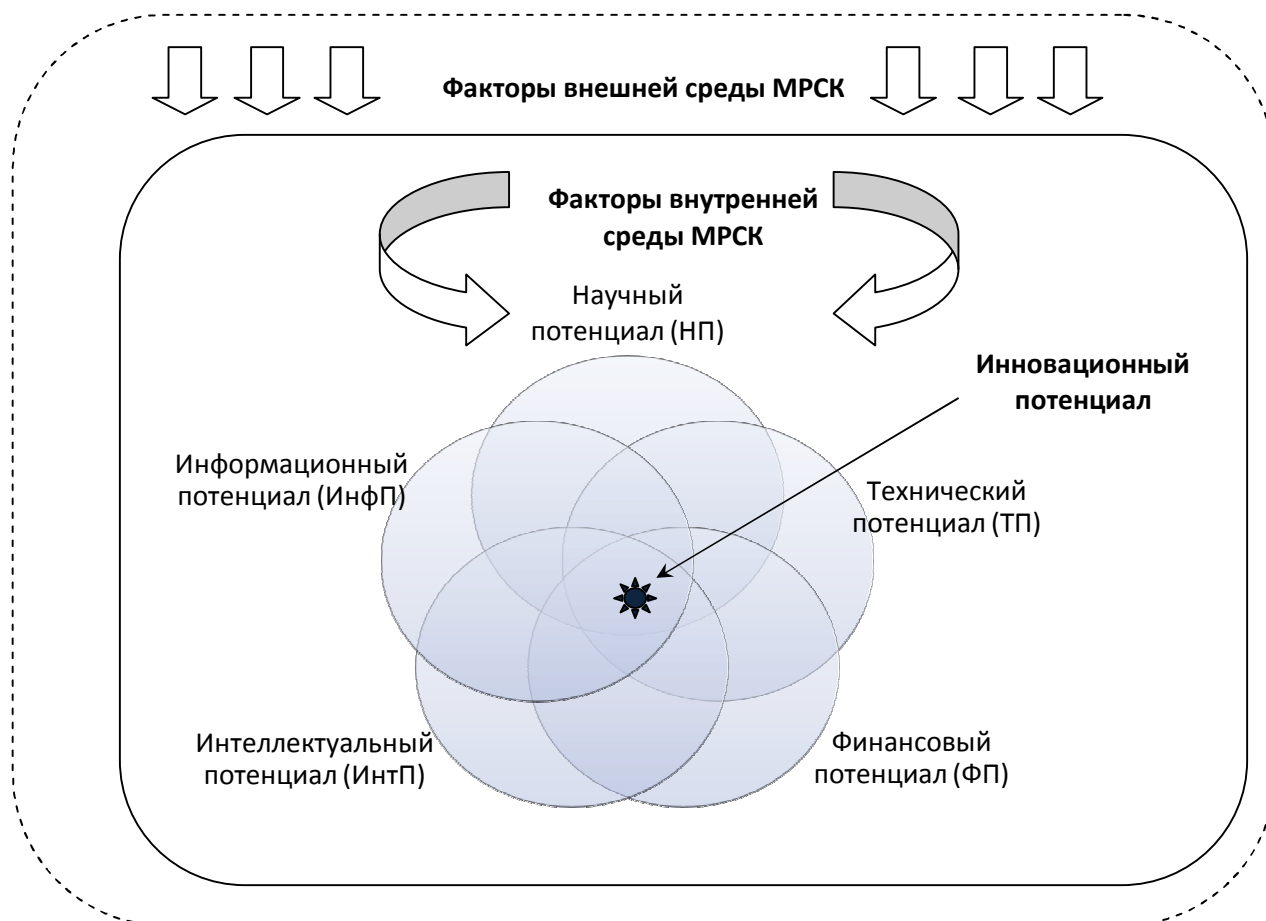 Факторы внешней среды МРСК
Факторы внутренней
среды МРСК
Научный
потенциал (НП)
Инновационный
потенциал
Информационный
потенциал (ИнфП)
Технический
потенциал (ТП)
Интеллектуальный
потенциал (ИнтП)
Финансовый
потенциал (ФП)